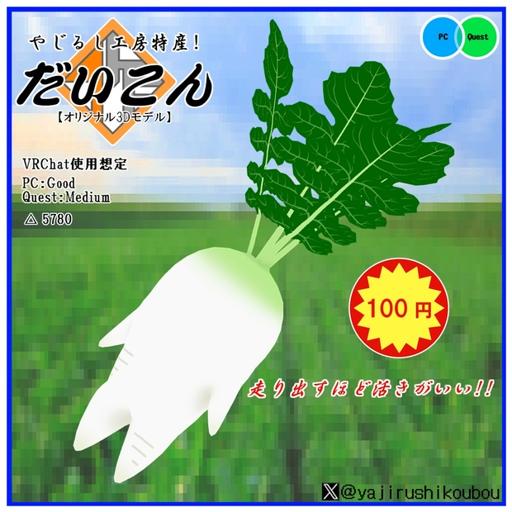 やじるし工房特産!
だいこん
【オリジナル3Dモデル】
PC Quest
VRChat使用想定
PC:Good
Quest:Medium
△ 5780
100円
走り出すほど活きがいい!!
X@yajirushikoubou